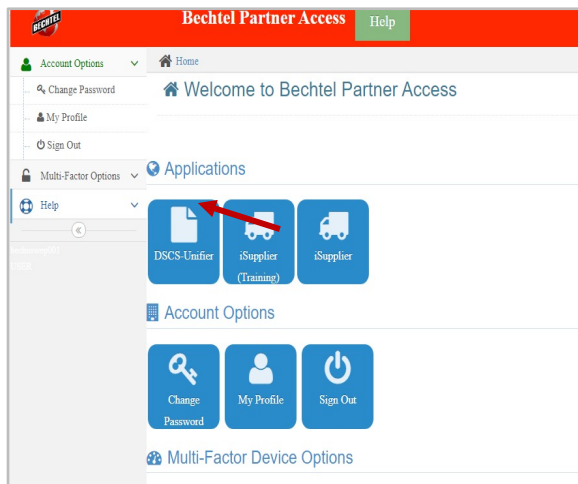 BECHTEL
Bechtel Partner Access
Help
Account Options
Change Password
My Profile
Sign Out
Multi-Factor Options
Help
Home
Welcome to Bechtel Partner Access
Applications
DSCS-Unifier
iSupplier
(Training)
iSupplier
Account Options
Change
Password
My Profile
Sign Out
Multi-Factor Device Options